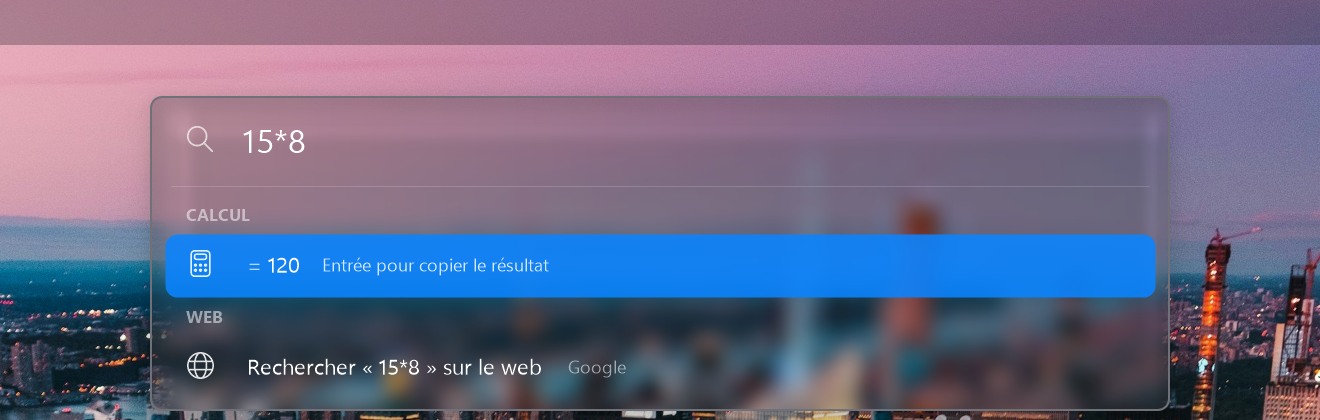 15*8
CALCUL
= 120 Entrée pour copier le résultat
WEB
Rechercher « 15*8 » sur le web Google